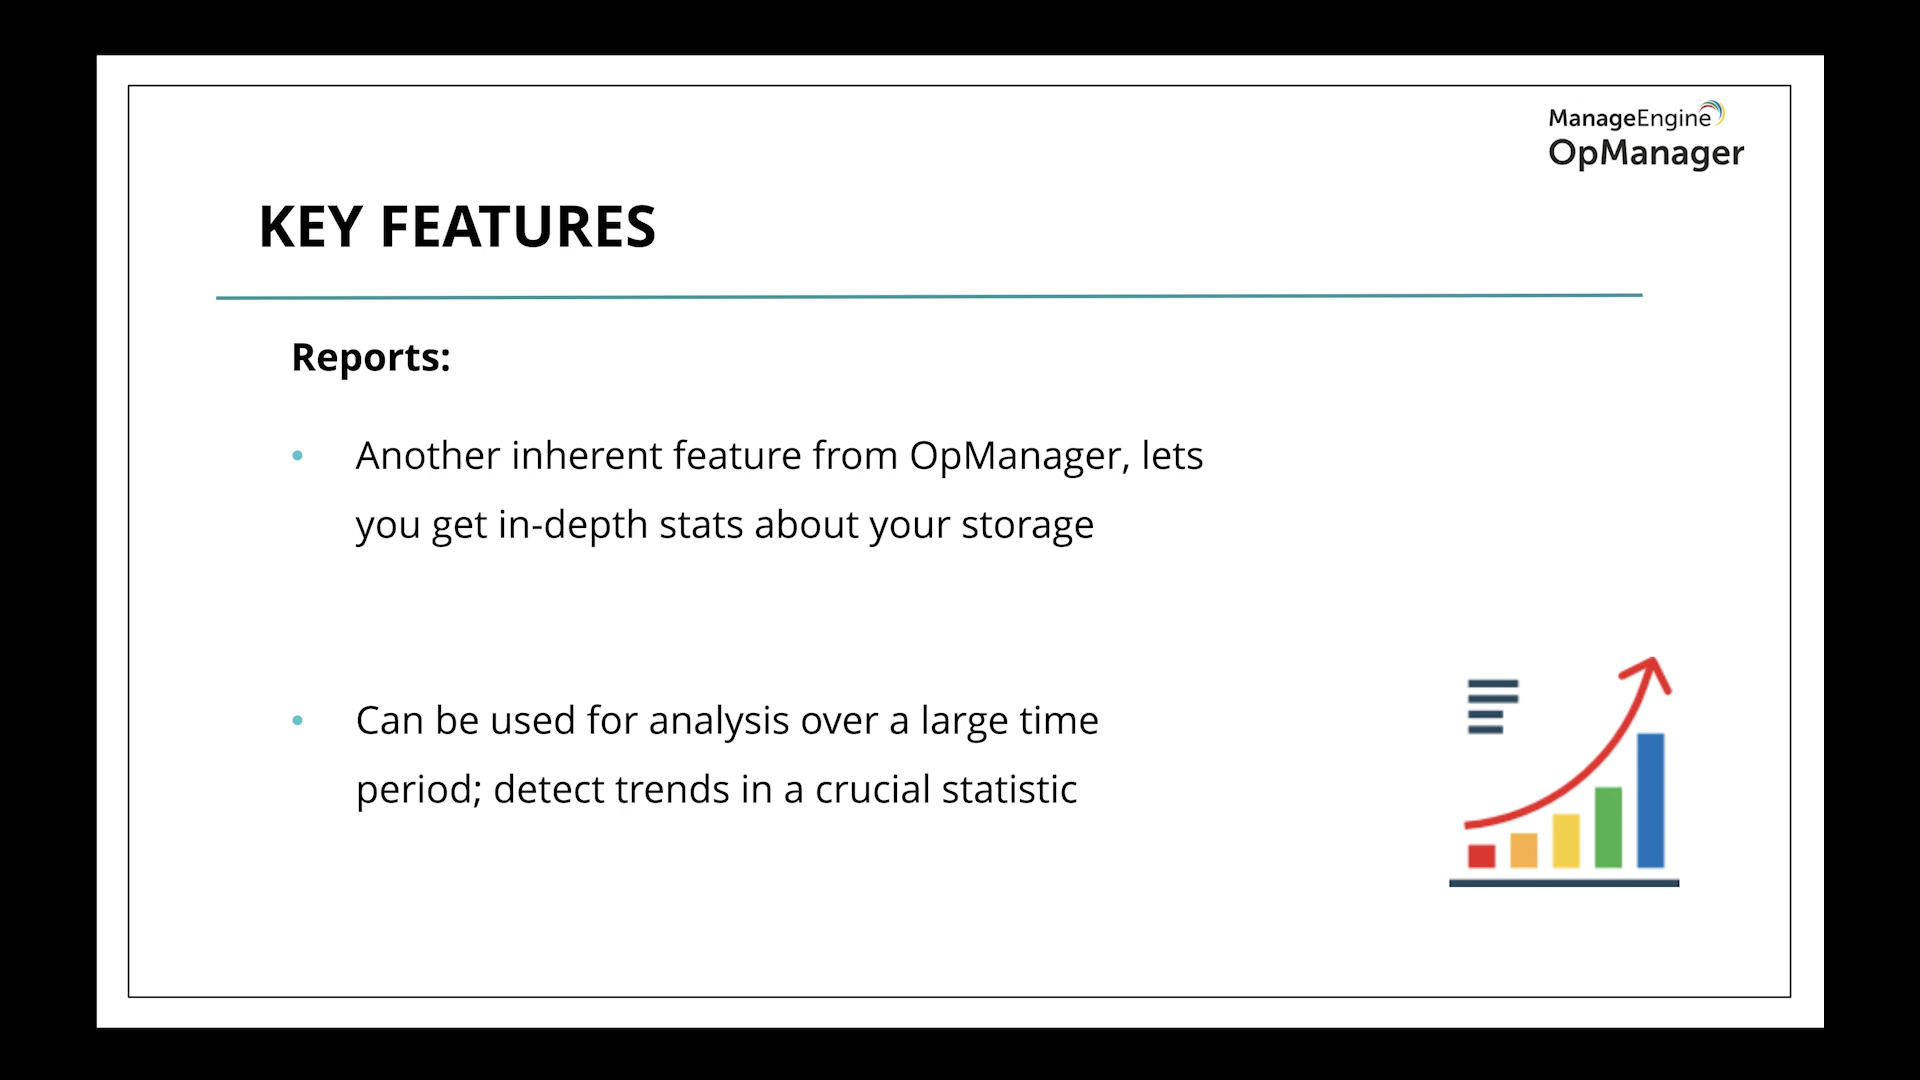 ManageEngine
OpManager
KEY FEATURES
Reports:
• Another inherent feature from OpManager, lets
you get in-depth stats about your storage
• Can be used for analysis over a large time
period; detect trends in a crucial statistic